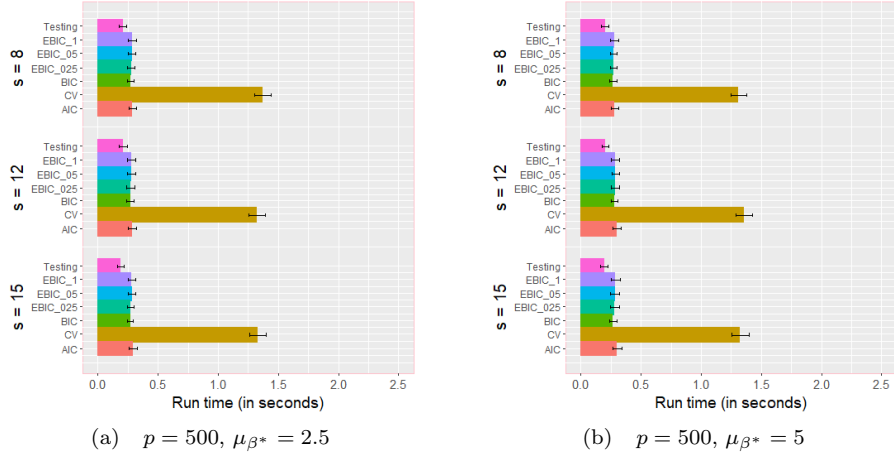 s = 8
Testing
EBIC_1
EBIC_05
EBIC_025
BIC
CV
AIC
s = 12
Testing
EBIC_1
EBIC_05
EBIC_025
BIC
CV
AIC
s = 15
Testing
EBIC_1
EBIC_05
EBIC_025
BIC
CV
AIC
0.0 0.5 1.0 1.5 2.0 2.5
Run time (in seconds)
(a) p = 500, μβ* = 2.5
s = 8
Testing
EBIC_1
EBIC_05
EBIC_025
BIC
CV
AIC
s = 12
Testing
EBIC_1
EBIC_05
EBIC_025
BIC
CV
AIC
s = 15
Testing
EBIC_1
EBIC_05
EBIC_025
BIC
CV
AIC
0.0 0.5 1.0 1.5 2.0 2.5
Run time (in seconds)
(b) p = 500, μβ* = 5